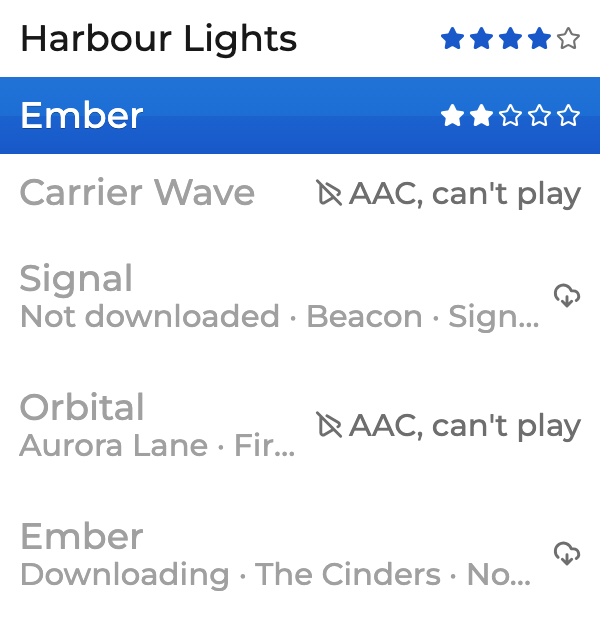 Harbour Lights
Ember
Carrier Wave AAC, can't play
Signal
Not downloaded · Beacon · Sign...
Orbital
Aurora Lane · Fir... AAC, can't play
Ember
Downloading · The Cinders · No...